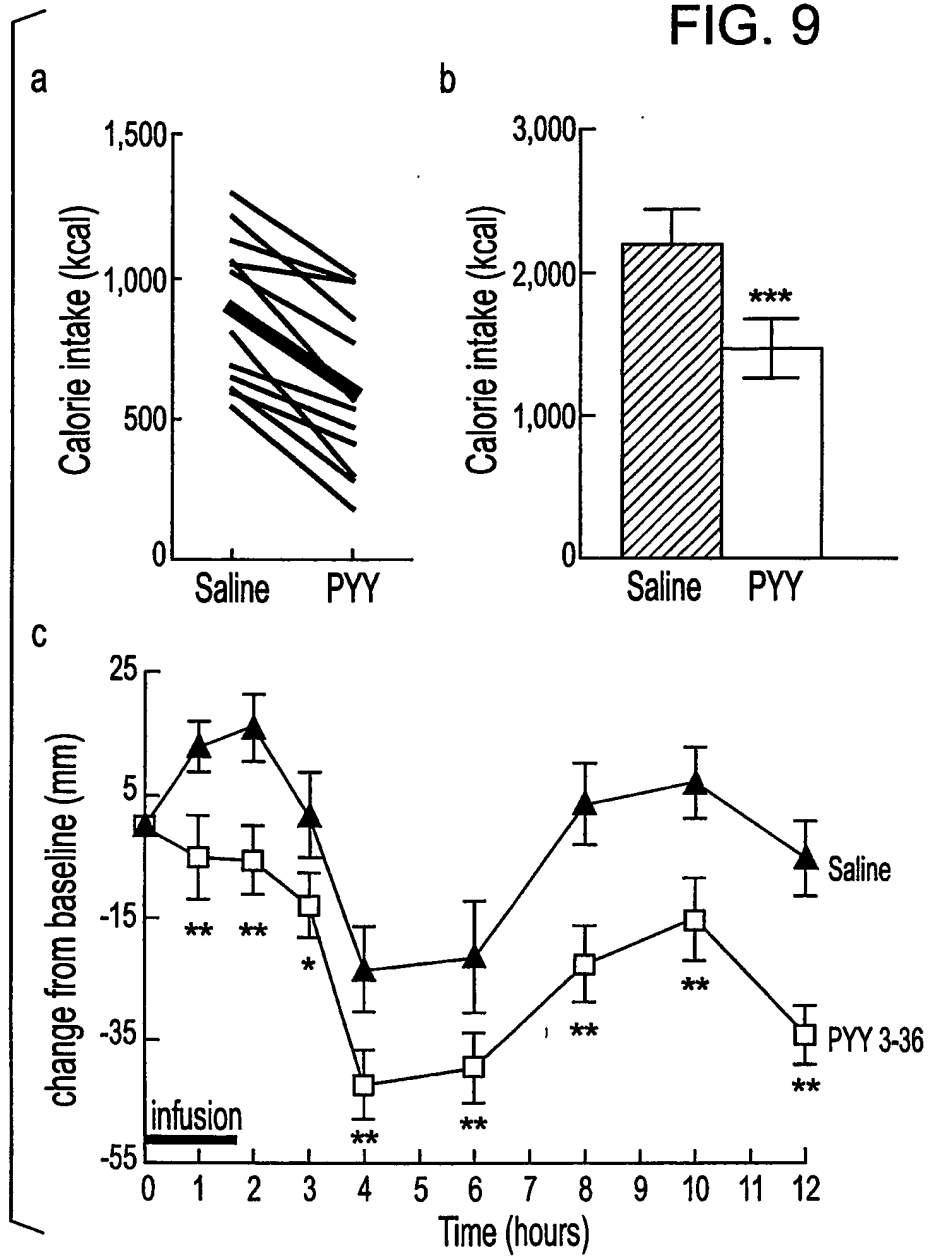 FIG. 9
a
Calorie intake (kcal)
1,500
1,000
500
0
Saline PYY
b
Calorie intake (kcal)
3,000
2,000
1,000
0
***
Saline PYY
c
change from baseline (mm)
25
5
-15
-35
-55
** ** * ** ** ** ** **
Saline
PYY 3-36
infusion
0 1 2 3 4 5 6 7 8 9 10 11 12
Time (hours)